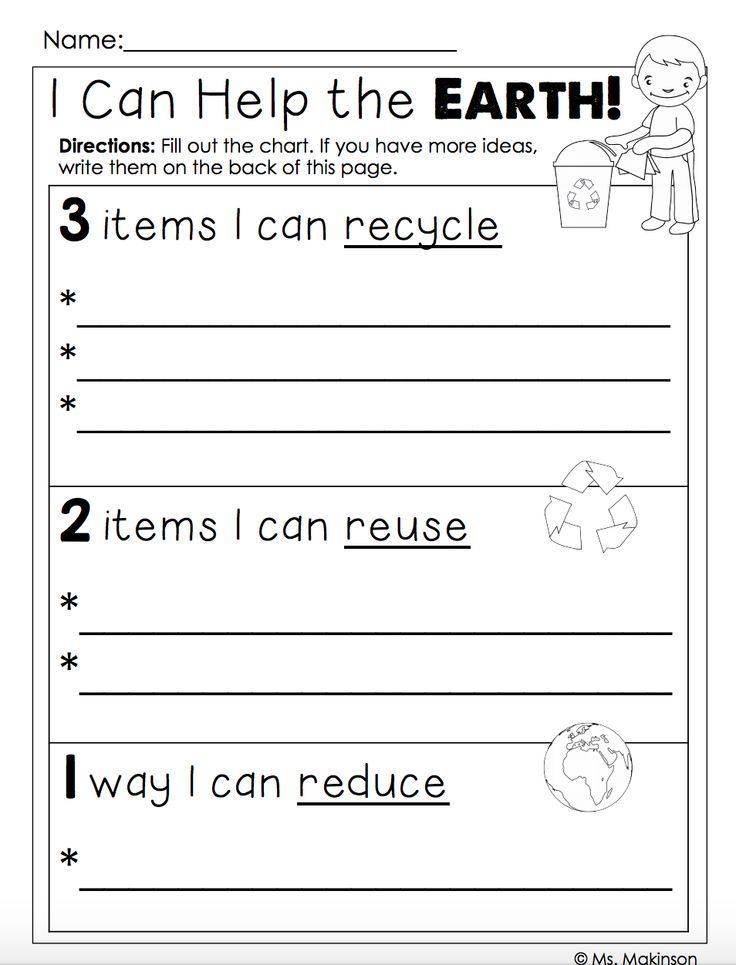 Name:
I Can Help the EARTH!
Directions: Fill out the chart. If you have more ideas,
write them on the back of this page.
3 items I can recycle
*
*
*
2 items I can reuse
*
*
1 way I can reduce
*
© Ms. Makinson